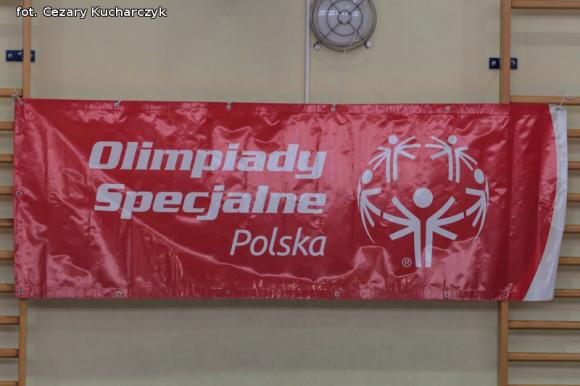 fot. Cezary Kucharczyk
Olimpiady
Specjalne
Polska
®